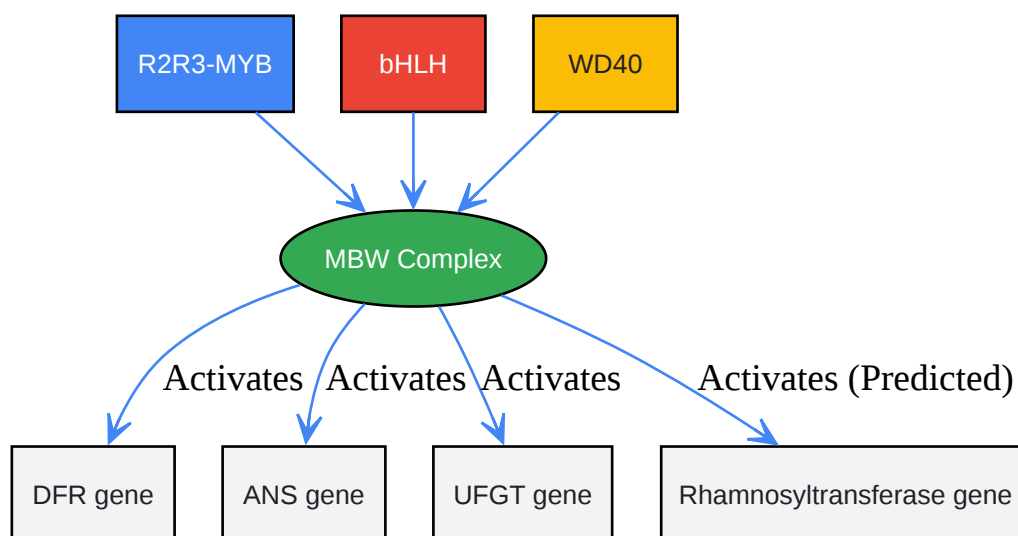 R2R3-MYB
bHLH
WD40
MBW Complex
Activates
Activates
Activates
Activates (Predicted)
DFR gene
ANS gene
UFGT gene
Rhamnosyltransferase gene